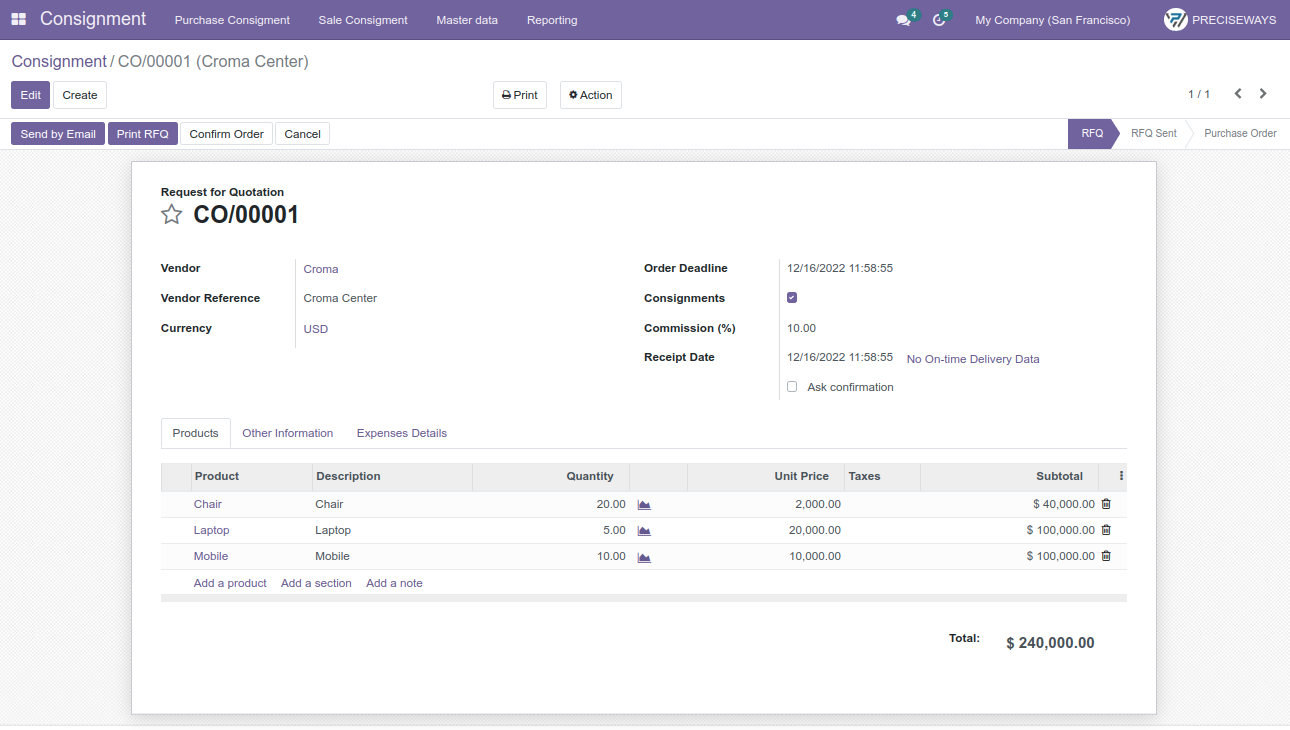 Consignment Purchase Consigment Sale Consigment Master data Reporting 4 5 My Company (San Francisco) PRECISEWAYS
Consignment / CO/00001 (Croma Center)
Edit Create Print Action 1 / 1
Send by Email Print RFQ Confirm Order Cancel RFQ RFQ Sent Purchase Order
Request for Quotation
CO/00001
Vendor Croma Order Deadline 12/16/2022 11:58:55
Vendor Reference Croma Center Consignments
Currency USD Commission (%) 10.00
Receipt Date 12/16/2022 11:58:55 No On-time Delivery Data
Ask confirmation
Products Other Information Expenses Details
Product Description Quantity Unit Price Taxes Subtotal
Chair Chair 20.00 2,000.00 $ 40,000.00
Laptop Laptop 5.00 20,000.00 $ 100,000.00
Mobile Mobile 10.00 10,000.00 $ 100,000.00
Add a product Add a section Add a note
Total: $ 240,000.00